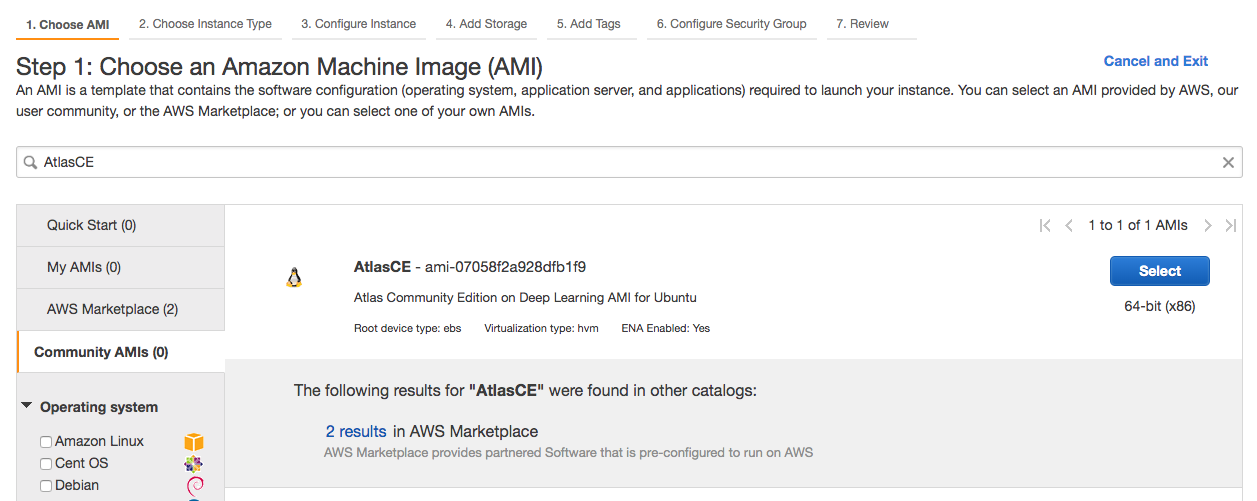 1. Choose AMI 2. Choose Instance Type 3. Configure Instance 4. Add Storage 5. Add Tags 6. Configure Security Group 7. Review
Step 1: Choose an Amazon Machine Image (AMI)
Cancel and Exit
An AMI is a template that contains the software configuration (operating system, application server, and applications) required to launch your instance. You can select an AMI provided by AWS, our
user community, or the AWS Marketplace; or you can select one of your own AMIs.
AtlasCE
Quick Start (0)
My AMIs (0)
AWS Marketplace (2)
Community AMIs (0)
Operating system
Amazon Linux
Cent OS
Debian
1 to 1 of 1 AMIs
AtlasCE - ami-07058f2a928dfb1f9
Atlas Community Edition on Deep Learning AMI for Ubuntu
Root device type: ebs Virtualization type: hvm ENA Enabled: Yes
Select
64-bit (x86)
The following results for "AtlasCE" were found in other catalogs:
2 results in AWS Marketplace
AWS Marketplace provides partnered Software that is pre-configured to run on AWS